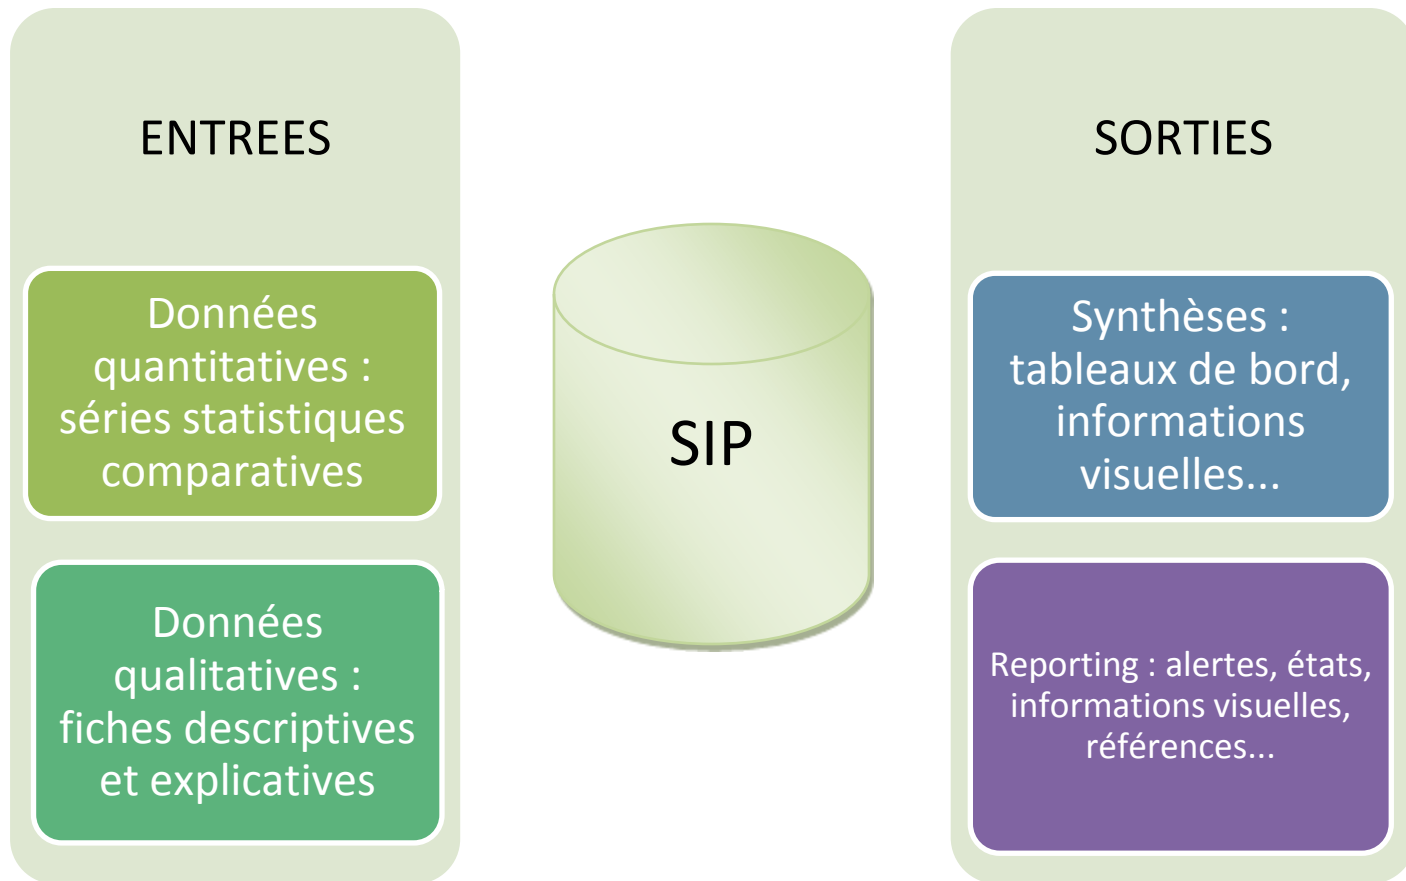 ENTREES
Données
quantitatives :
séries statistiques
comparatives
Données
qualitatives :
fiches descriptives
et explicatives
SIP
SORTIES
Synthèses :
tableaux de bord,
informations
visuelles...
Reporting : alertes, états,
informations visuelles,
références...